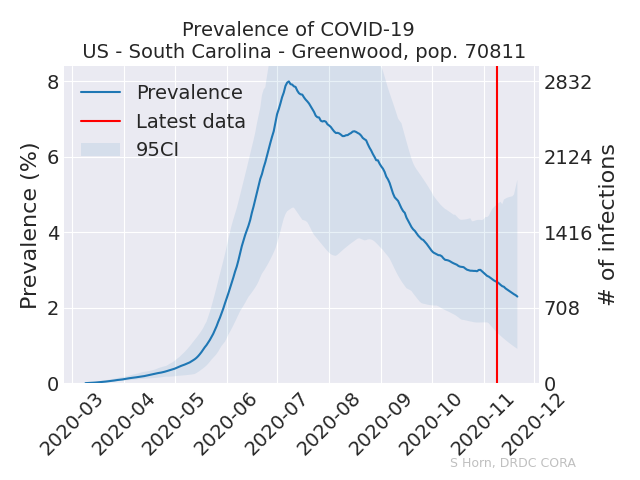 Prevalence of COVID-19
US - South Carolina - Greenwood, pop. 70811
Prevalence
Latest data
95CI
Prevalence (%)
8
6
4
2
0
2832
2124
1416
708
0
# of infections
2020-03
2020-04
2020-05
2020-06
2020-07
2020-08
2020-09
2020-10
2020-11
2020-12
S Horn, DRDC CORA